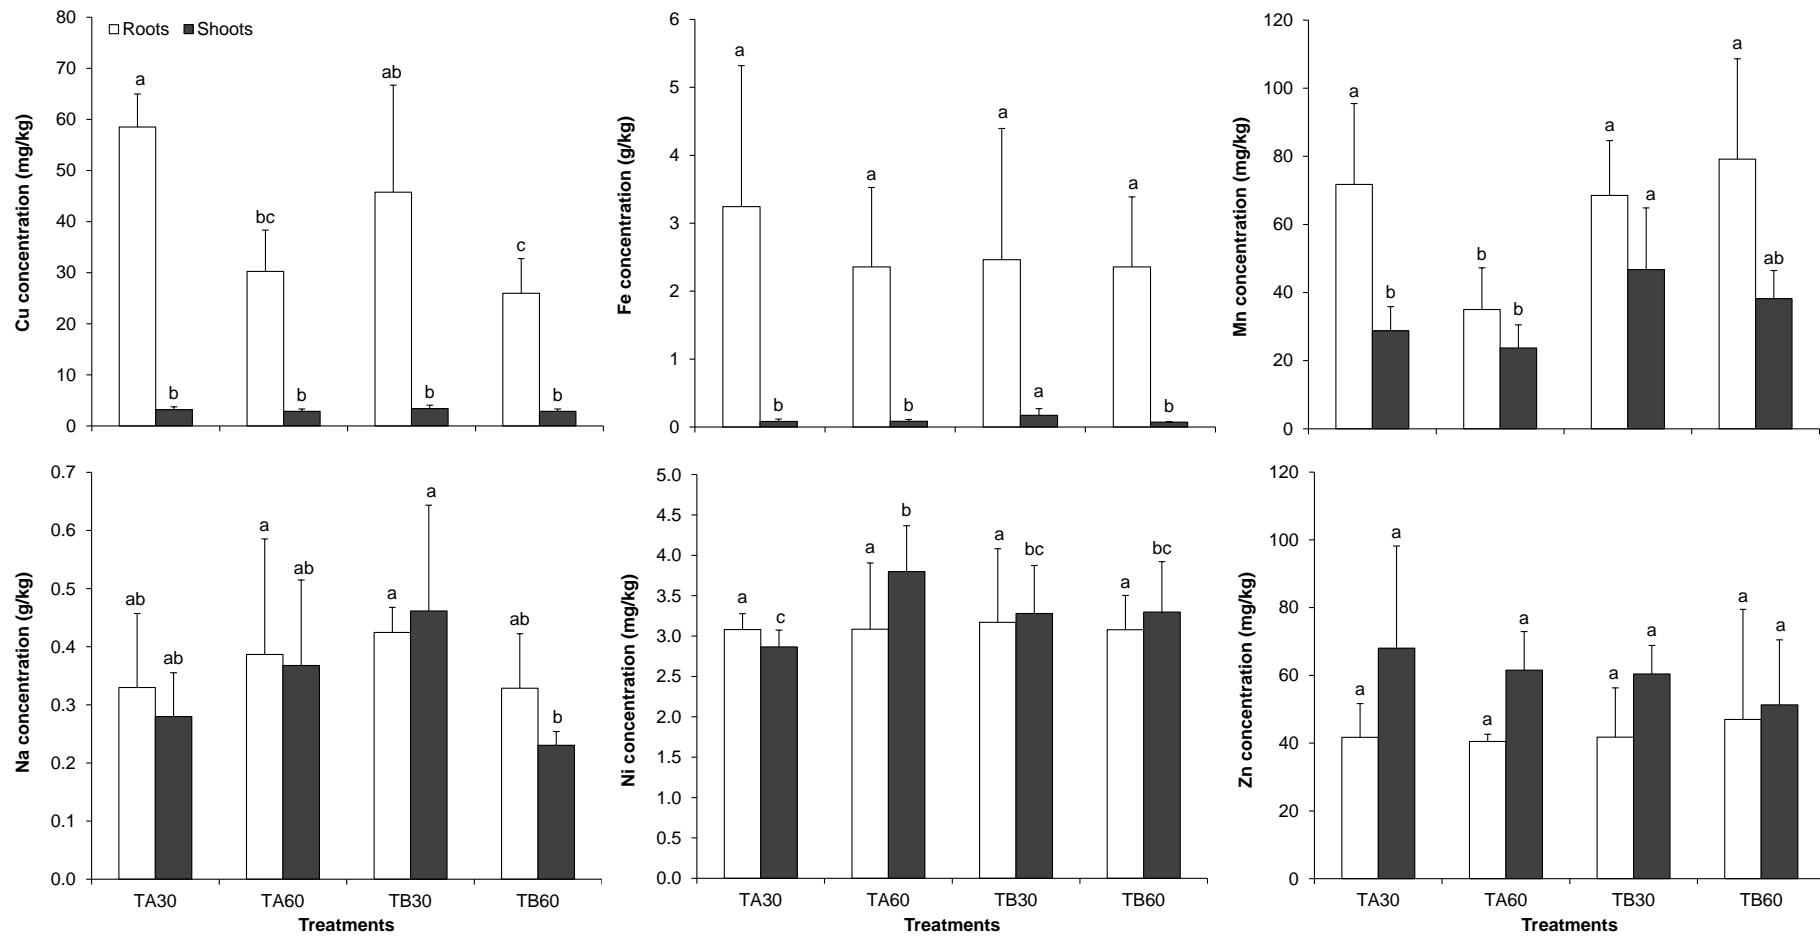 Roots Shoots
Cu concentration (mg/kg)
80
70
60
50
40
30
20
10
0
a
bc
ab
c
b
b
b
b
Fe concentration (g/kg)
6
5
4
3
2
1
0
a
a
a
a
b
b
a
b
Mn concentration (mg/kg)
120
100
80
60
40
20
0
a
b
a
a
b
b
a
ab
Na concentration (g/kg)
0.7
0.6
0.5
0.4
0.3
0.2
0.1
0.0
ab
ab
a
ab
a
a
ab
b
TA30 TA60 TB30 TB60
Treatments
Ni concentration (mg/kg)
5.0
4.5
4.0
3.5
3.0
2.5
2.0
1.5
1.0
0.5
0.0
a
c
a
b
a
bc
a
bc
TA30 TA60 TB30 TB60
Treatments
Zn concentration (mg/kg)
120
100
80
60
40
20
0
a
a
a
a
a
a
a
a
TA30 TA60 TB30 TB60
Treatments